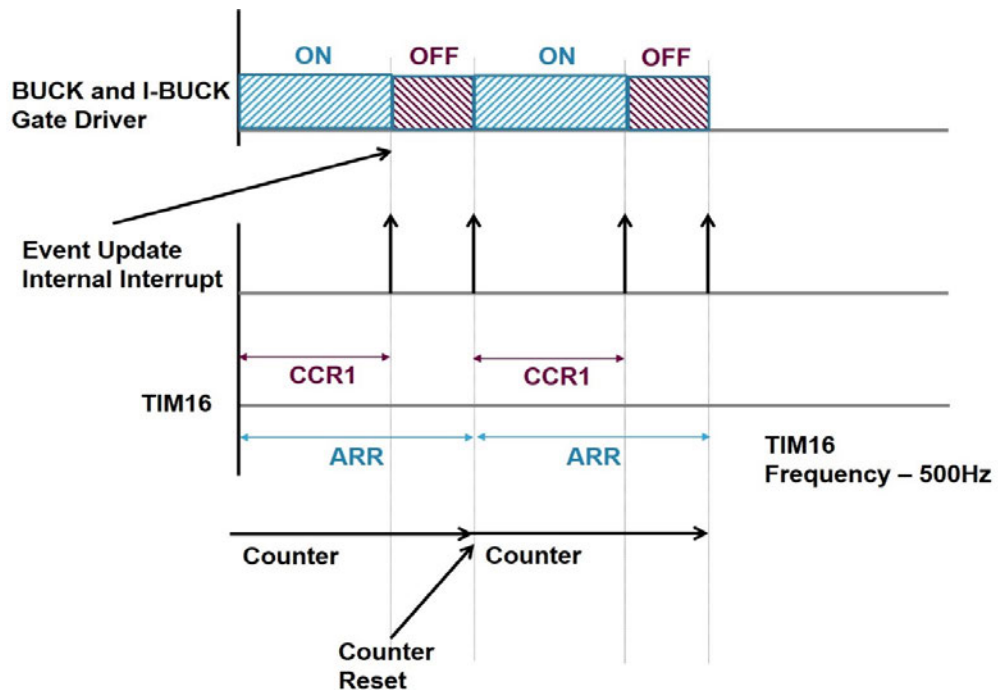 ON OFF ON OFF
BUCK and I-BUCK
Gate Driver
Event Update
Internal Interrupt
CCR1 CCR1
TIM16
ARR ARR
TIM16
Frequency – 500Hz
Counter Counter
Counter
Reset